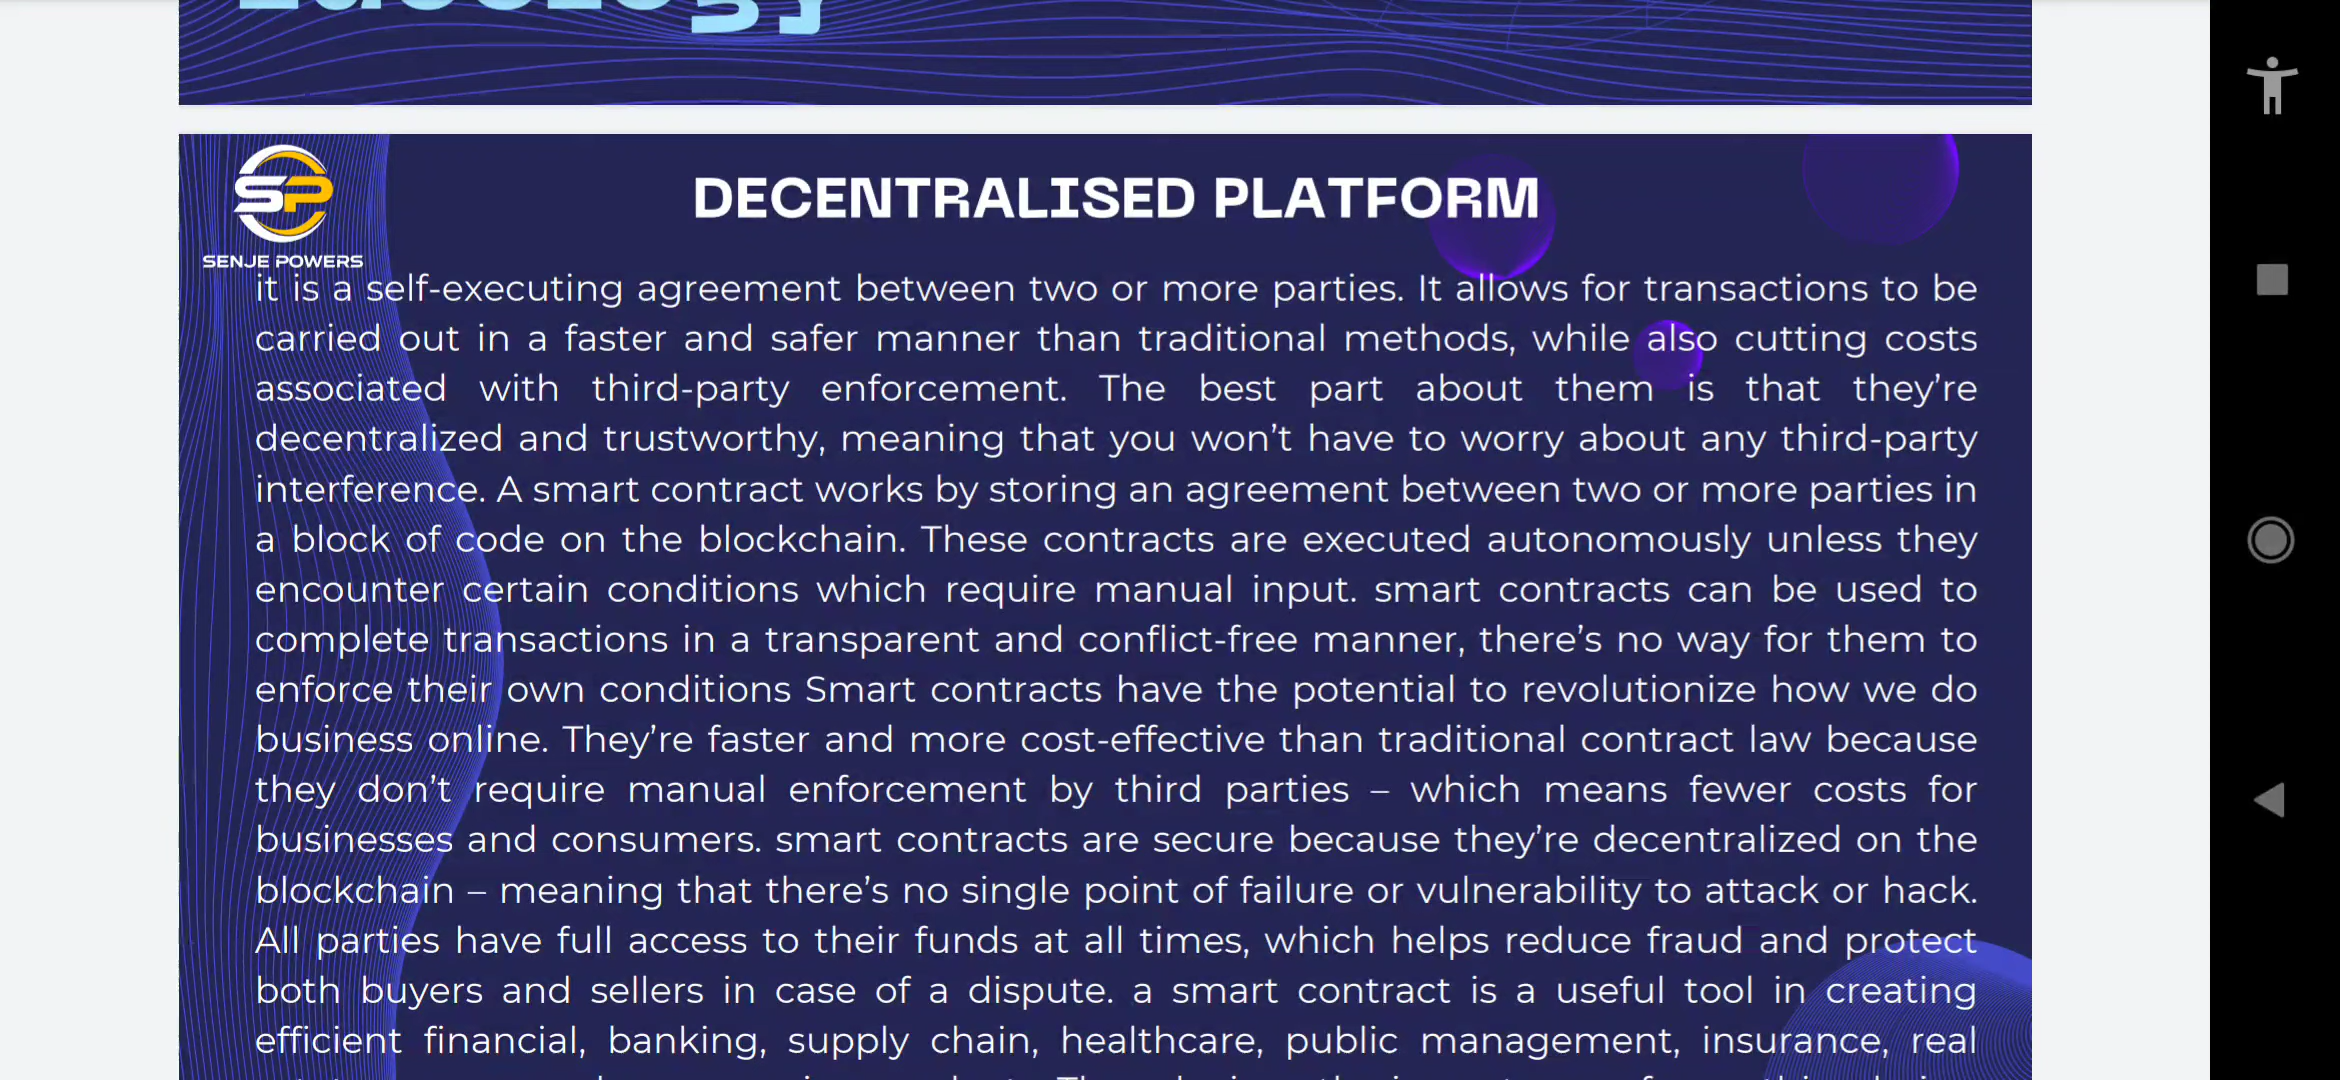 SP
SENJE POWERS
DECENTRALISED PLATFORM
it is a self-executing agreement between two or more parties. It allows for transactions to be
carried out in a faster and safer manner than traditional methods, while also cutting costs
associated with third-party enforcement. The best part about them is that they’re
decentralized and trustworthy, meaning that you won’t have to worry about any third-party
interference. A smart contract works by storing an agreement between two or more parties in
a block of code on the blockchain. These contracts are executed autonomously unless they
encounter certain conditions which require manual input. smart contracts can be used to
complete transactions in a transparent and conflict-free manner, there’s no way for them to
enforce their own conditions Smart contracts have the potential to revolutionize how we do
business online. They’re faster and more cost-effective than traditional contract law because
they don’t require manual enforcement by third parties – which means fewer costs for
businesses and consumers. smart contracts are secure because they’re decentralized on the
blockchain – meaning that there’s no single point of failure or vulnerability to attack or hack.
All parties have full access to their funds at all times, which helps reduce fraud and protect
both buyers and sellers in case of a dispute. a smart contract is a useful tool in creating
efficient financial, banking, supply chain, healthcare, public management, insurance, real